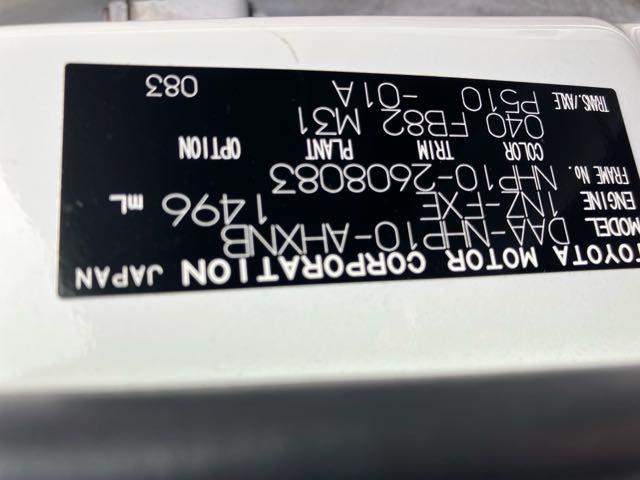 TOYOTA MOTOR CORPORATION JAPAN
MODEL DAA-NHP10-AHXNB
ENGINE 1NZ-FXE 1496 mL
FRAME No. NHP10-2608083
COLOR TRIM PLANT OPTION
040 FB82 M31
TRANS./AXLE P510 -01A 083